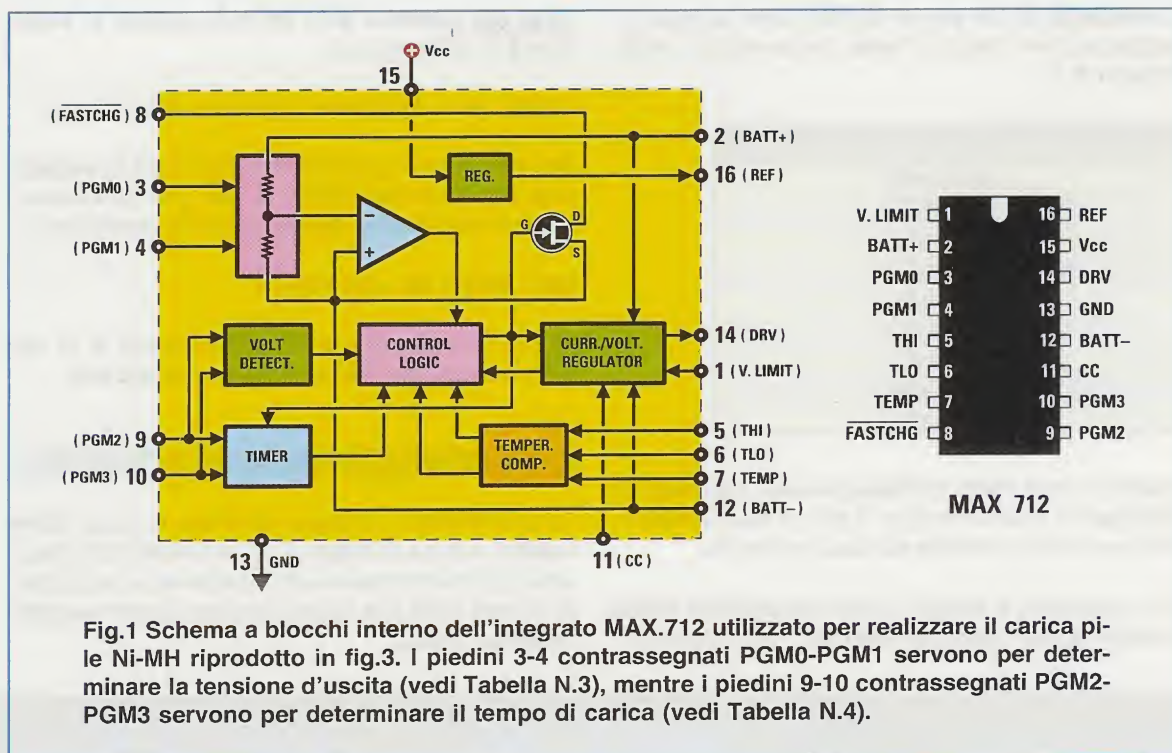 Vcc
15
(FASTCHG) 8
2 (BATT+)
(PGM0) 3
REG.
16 (REF)
D
G
S
(PGM1) 4
−
+
VOLT
DETECT.
CONTROL
LOGIC
CURR./VOLT.
REGULATOR
14 (DRV)
1 (V. LIMIT)
(PGM2) 9
TIMER
TEMPER.
COMP.
5 (THI)
6 (TLO)
7 (TEMP)
(PGM3) 10
12 (BATT–)
13 GND
11 (CC)
V. LIMIT 1 16 REF
BATT+ 2 15 Vcc
PGM0 3 14 DRV
PGM1 4 13 GND
THI 5 12 BATT–
TLO 6 11 CC
TEMP 7 10 PGM3
FASTCHG 8 9 PGM2
MAX 712
Fig.1 Schema a blocchi interno dell'integrato MAX.712 utilizzato per realizzare il carica pi-
le Ni-MH riprodotto in fig.3. I piedini 3-4 contrassegnati PGM0-PGM1 servono per deter-
minare la tensione d'uscita (vedi Tabella N.3), mentre i piedini 9-10 contrassegnati PGM2-
PGM3 servono per determinare il tempo di carica (vedi Tabella N.4).